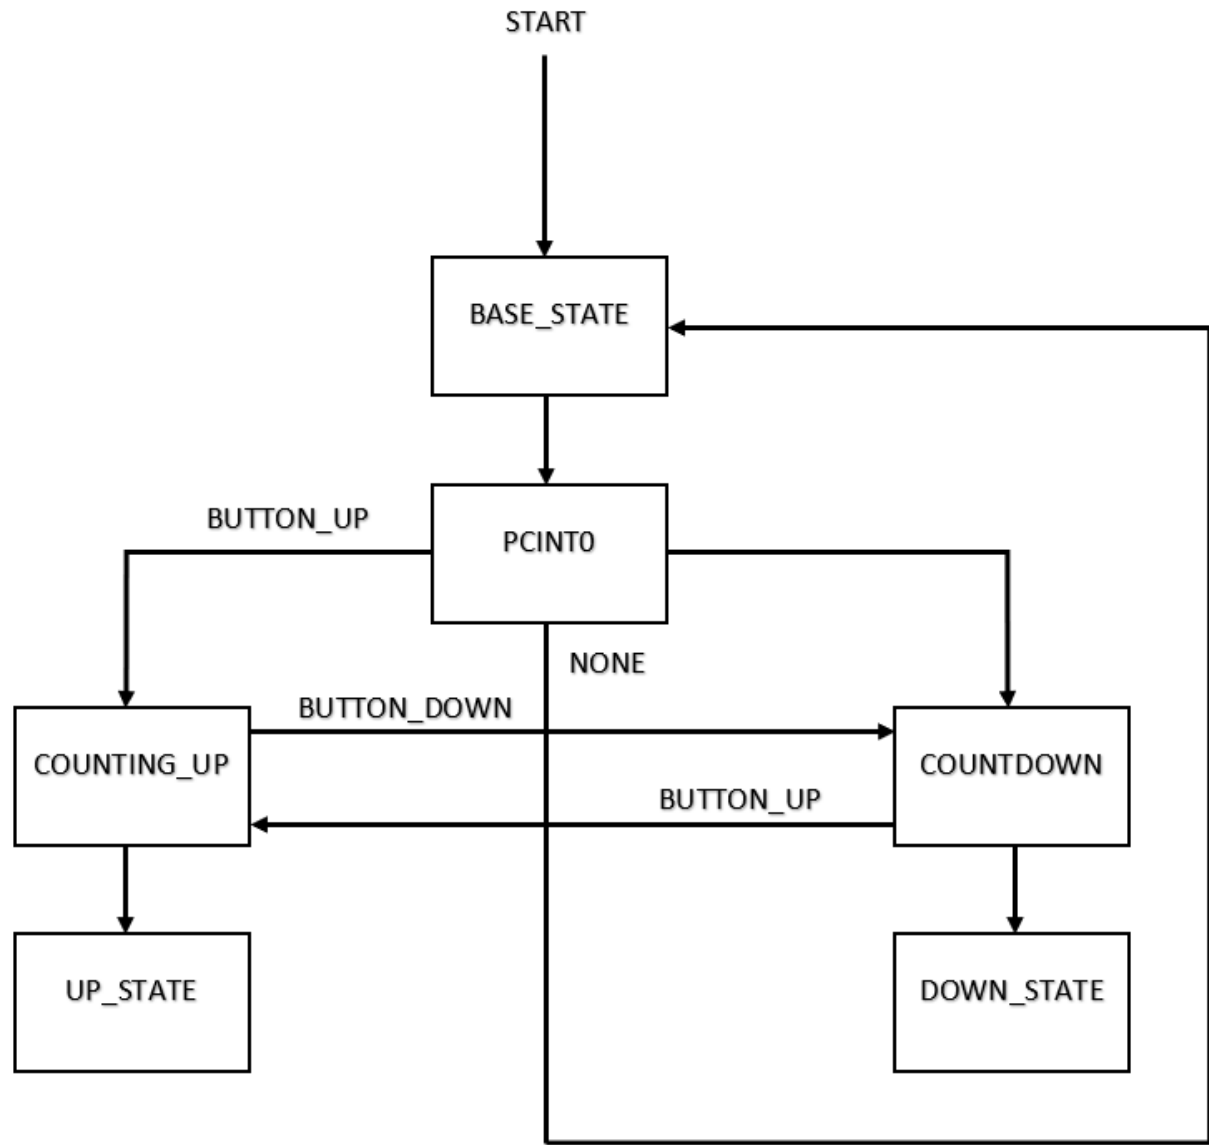 START
BASE_STATE
BUTTON_UP
PCINT0
NONE
BUTTON_DOWN
COUNTING_UP
COUNTDOWN
BUTTON_UP
UP_STATE
DOWN_STATE